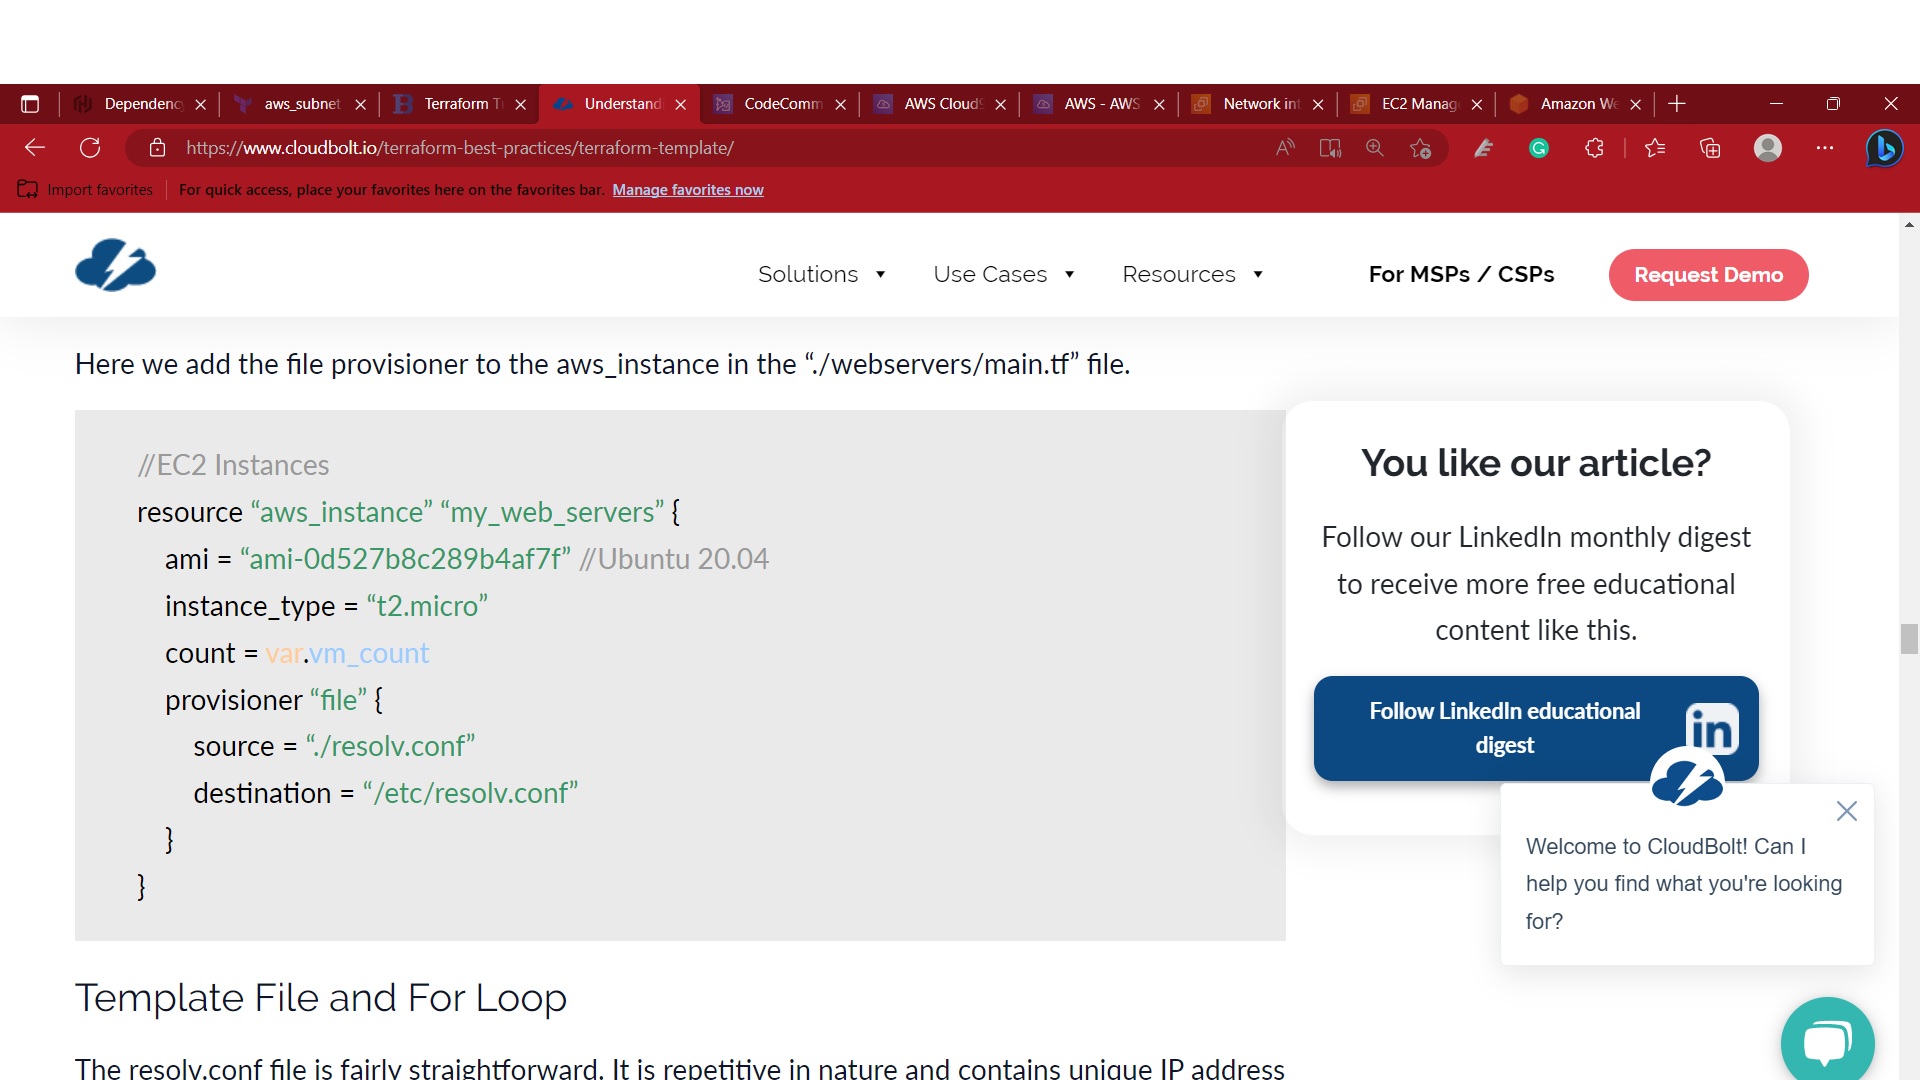 Dependenc aws_subnet Terraform T Understand CodeComm AWS Cloud9 AWS - AWS Network int EC2 Manag Amazon We
https://www.cloudbolt.io/terraform-best-practices/terraform-template/
Import favorites For quick access, place your favorites here on the favorites bar. Manage favorites now
Solutions Use Cases Resources For MSPs / CSPs Request Demo
Here we add the file provisioner to the aws_instance in the “./webservers/main.tf” file.
//EC2 Instances
resource “aws_instance” “my_web_servers” {
ami = “ami-0d527b8c289b4af7f” //Ubuntu 20.04
instance_type = “t2.micro”
count = var.vm_count
provisioner “file” {
source = “./resolv.conf”
destination = “/etc/resolv.conf”
}
}
You like our article?
Follow our LinkedIn monthly digest
to receive more free educational
content like this.
Follow LinkedIn educational
digest
in
Welcome to CloudBolt! Can I
help you find what you're looking
for?
Template File and For Loop
The resolv.conf file is fairly straightforward. It is repetitive in nature and contains unique IP address